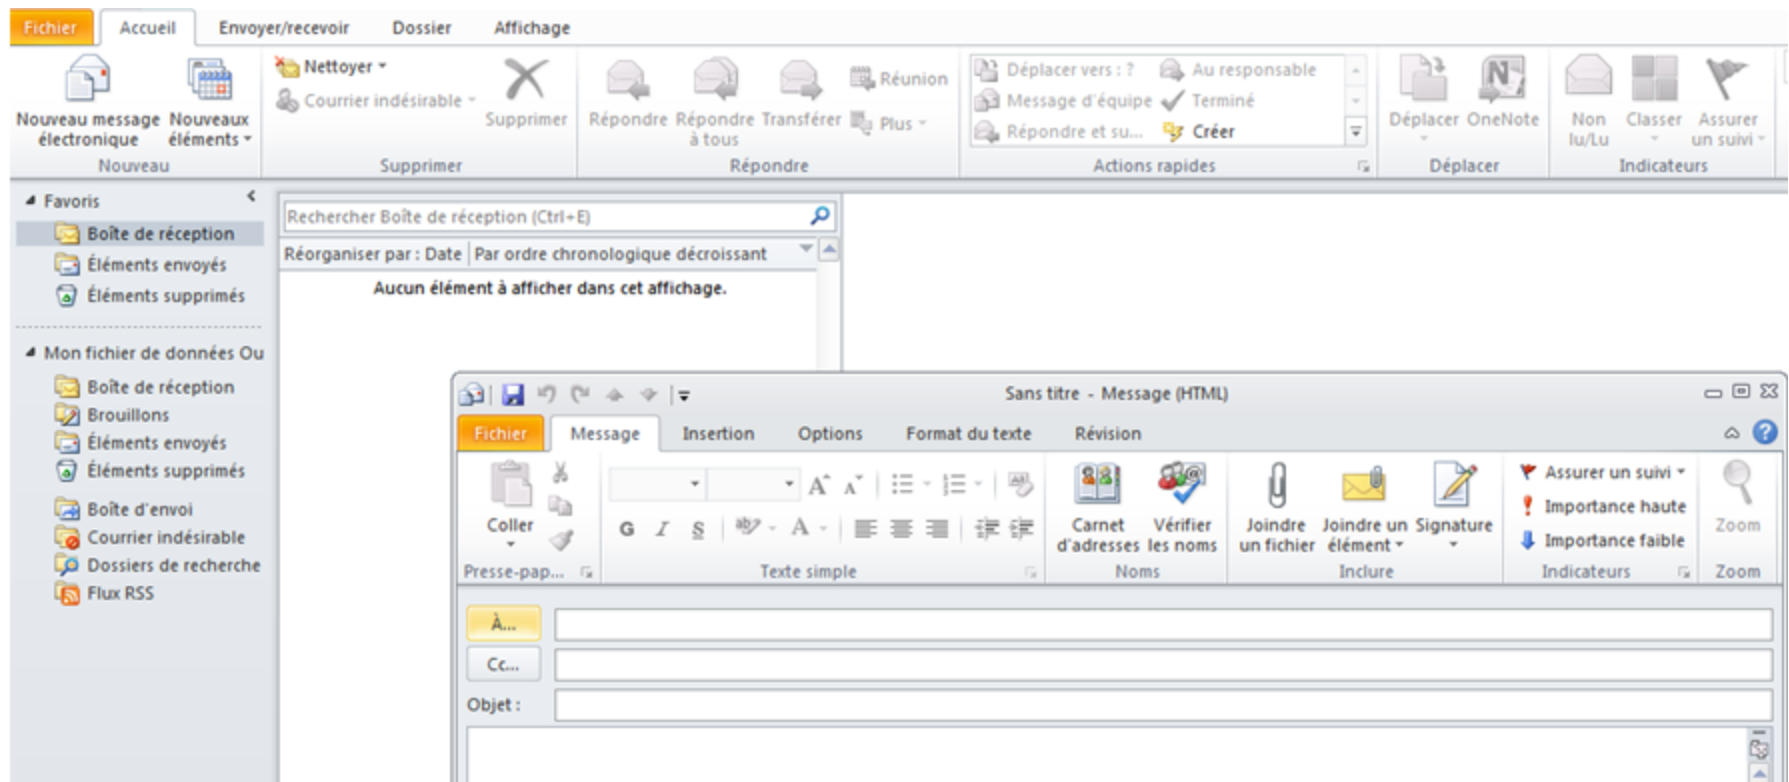 Fichier Accueil Envoyer/recevoir Dossier Affichage
Nouveau message électronique
Nouveaux éléments
Nouveau
Nettoyer
Courrier indésirable
Supprimer
Supprimer
Répondre
Répondre à tous
Transférer
Réunion
Plus
Répondre
Déplacer vers : ?
Message d'équipe
Répondre et su...
Au responsable
Terminé
Créer
Actions rapides
Déplacer
OneNote
Déplacer
Non lu/Lu
Classer
Assurer un suivi
Indicateurs
Favoris
Boîte de réception
Éléments envoyés
Éléments supprimés
Mon fichier de données Ou
Boîte de réception
Brouillons
Éléments envoyés
Éléments supprimés
Boîte d'envoi
Courrier indésirable
Dossiers de recherche
Flux RSS
Rechercher Boîte de réception (Ctrl+E)
Réorganiser par : Date Par ordre chronologique décroissant
Aucun élément à afficher dans cet affichage.
Sans titre - Message (HTML)
Fichier Message Insertion Options Format du texte Révision
Coller
Presse-pap...
G I S A
Texte simple
Carnet d'adresses
Vérifier les noms
Noms
Joindre un fichier
Joindre un élément
Signature
Inclure
Assurer un suivi
Importance haute
Importance faible
Indicateurs
Zoom
Zoom
À...
Cc...
Objet :